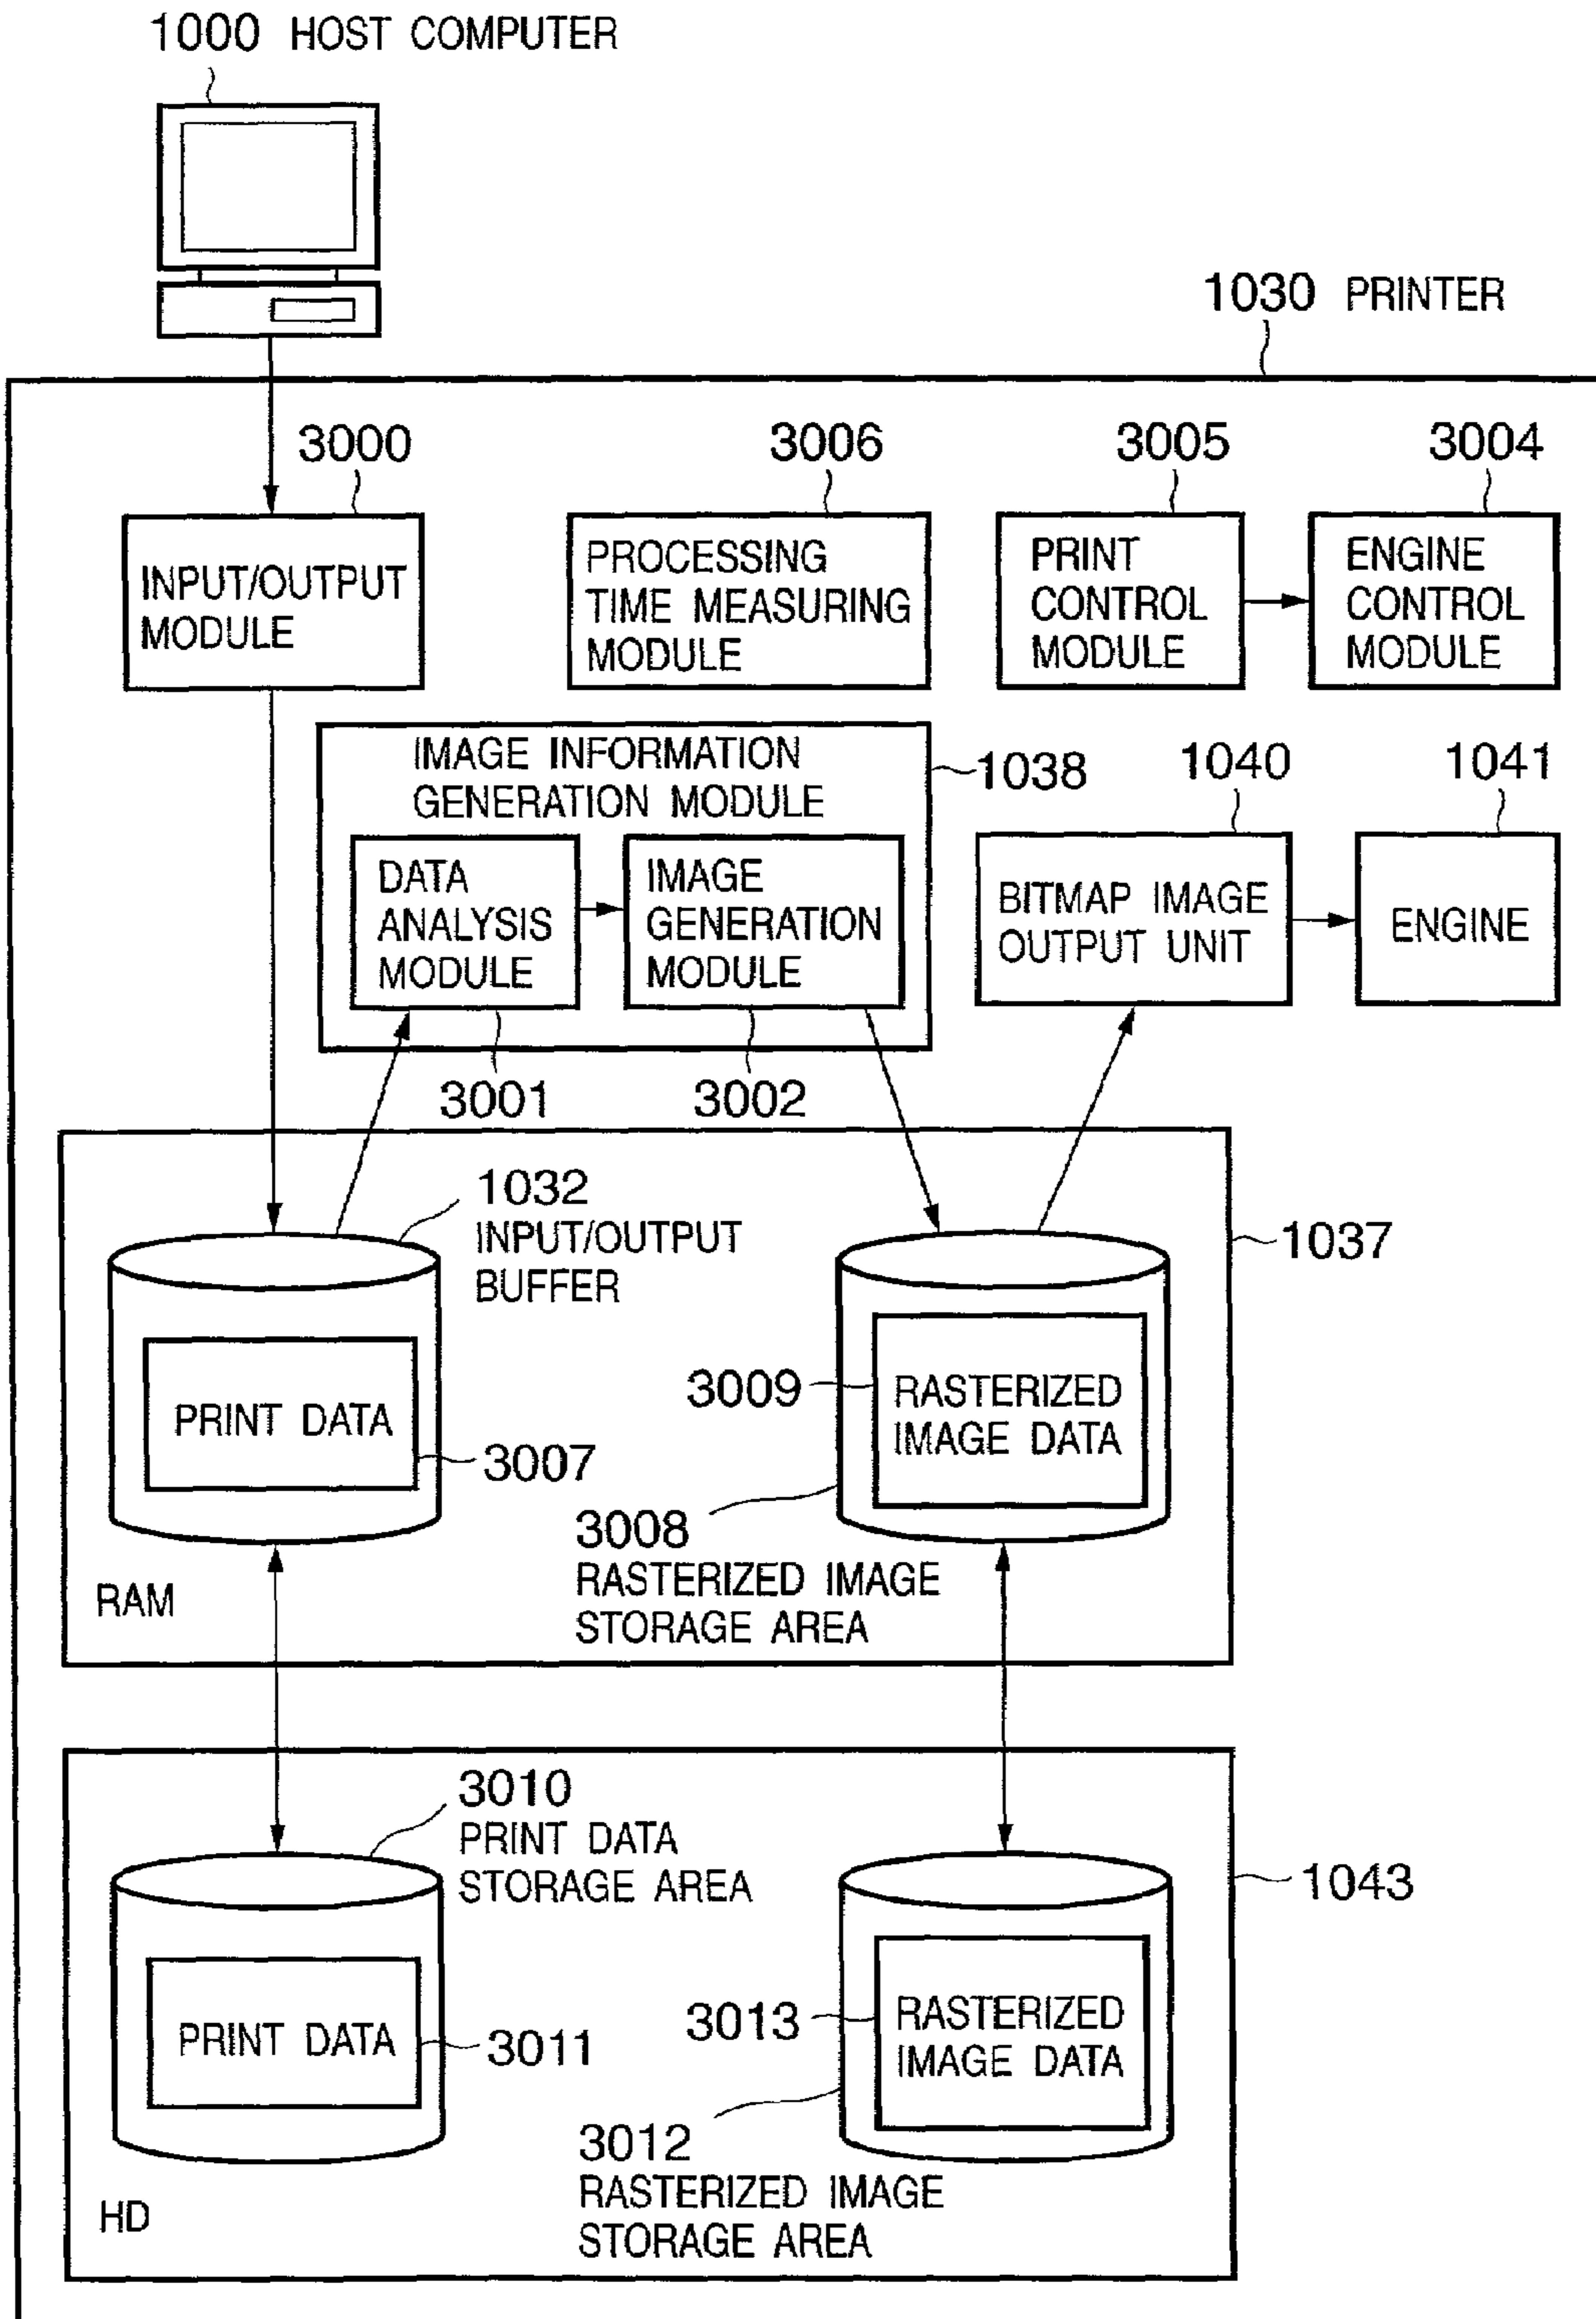 1000 HOST COMPUTER
1030 PRINTER
3000
3006
3005
3004
INPUT/OUTPUT
MODULE
PROCESSING
TIME MEASURING
MODULE
PRINT
CONTROL
MODULE
ENGINE
CONTROL
MODULE
IMAGE INFORMATION
GENERATION MODULE
1038
1040
1041
DATA
ANALYSIS
MODULE
IMAGE
GENERATION
MODULE
BITMAP IMAGE
OUTPUT UNIT
ENGINE
3001
3002
1032
INPUT/OUTPUT
BUFFER
1037
PRINT DATA
3007
3009
RASTERIZED
IMAGE DATA
3008
RASTERIZED IMAGE
STORAGE AREA
RAM
3010
PRINT DATA
STORAGE AREA
1043
PRINT DATA
3011
3013
RASTERIZED
IMAGE DATA
3012
RASTERIZED IMAGE
STORAGE AREA
HD